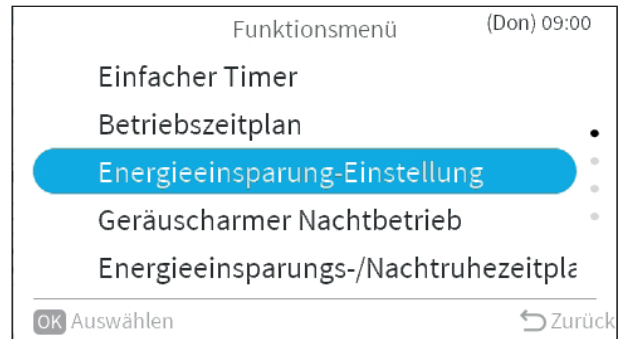 Funktionsmenü (Don) 09:00
Einfacher Timer
Betriebszeitplan
Energieeinsparung-Einstellung
Geräuscharmer Nachtbetrieb
Energieeinsparungs-/Nachtruhezeitpla
OK Auswählen Zurück